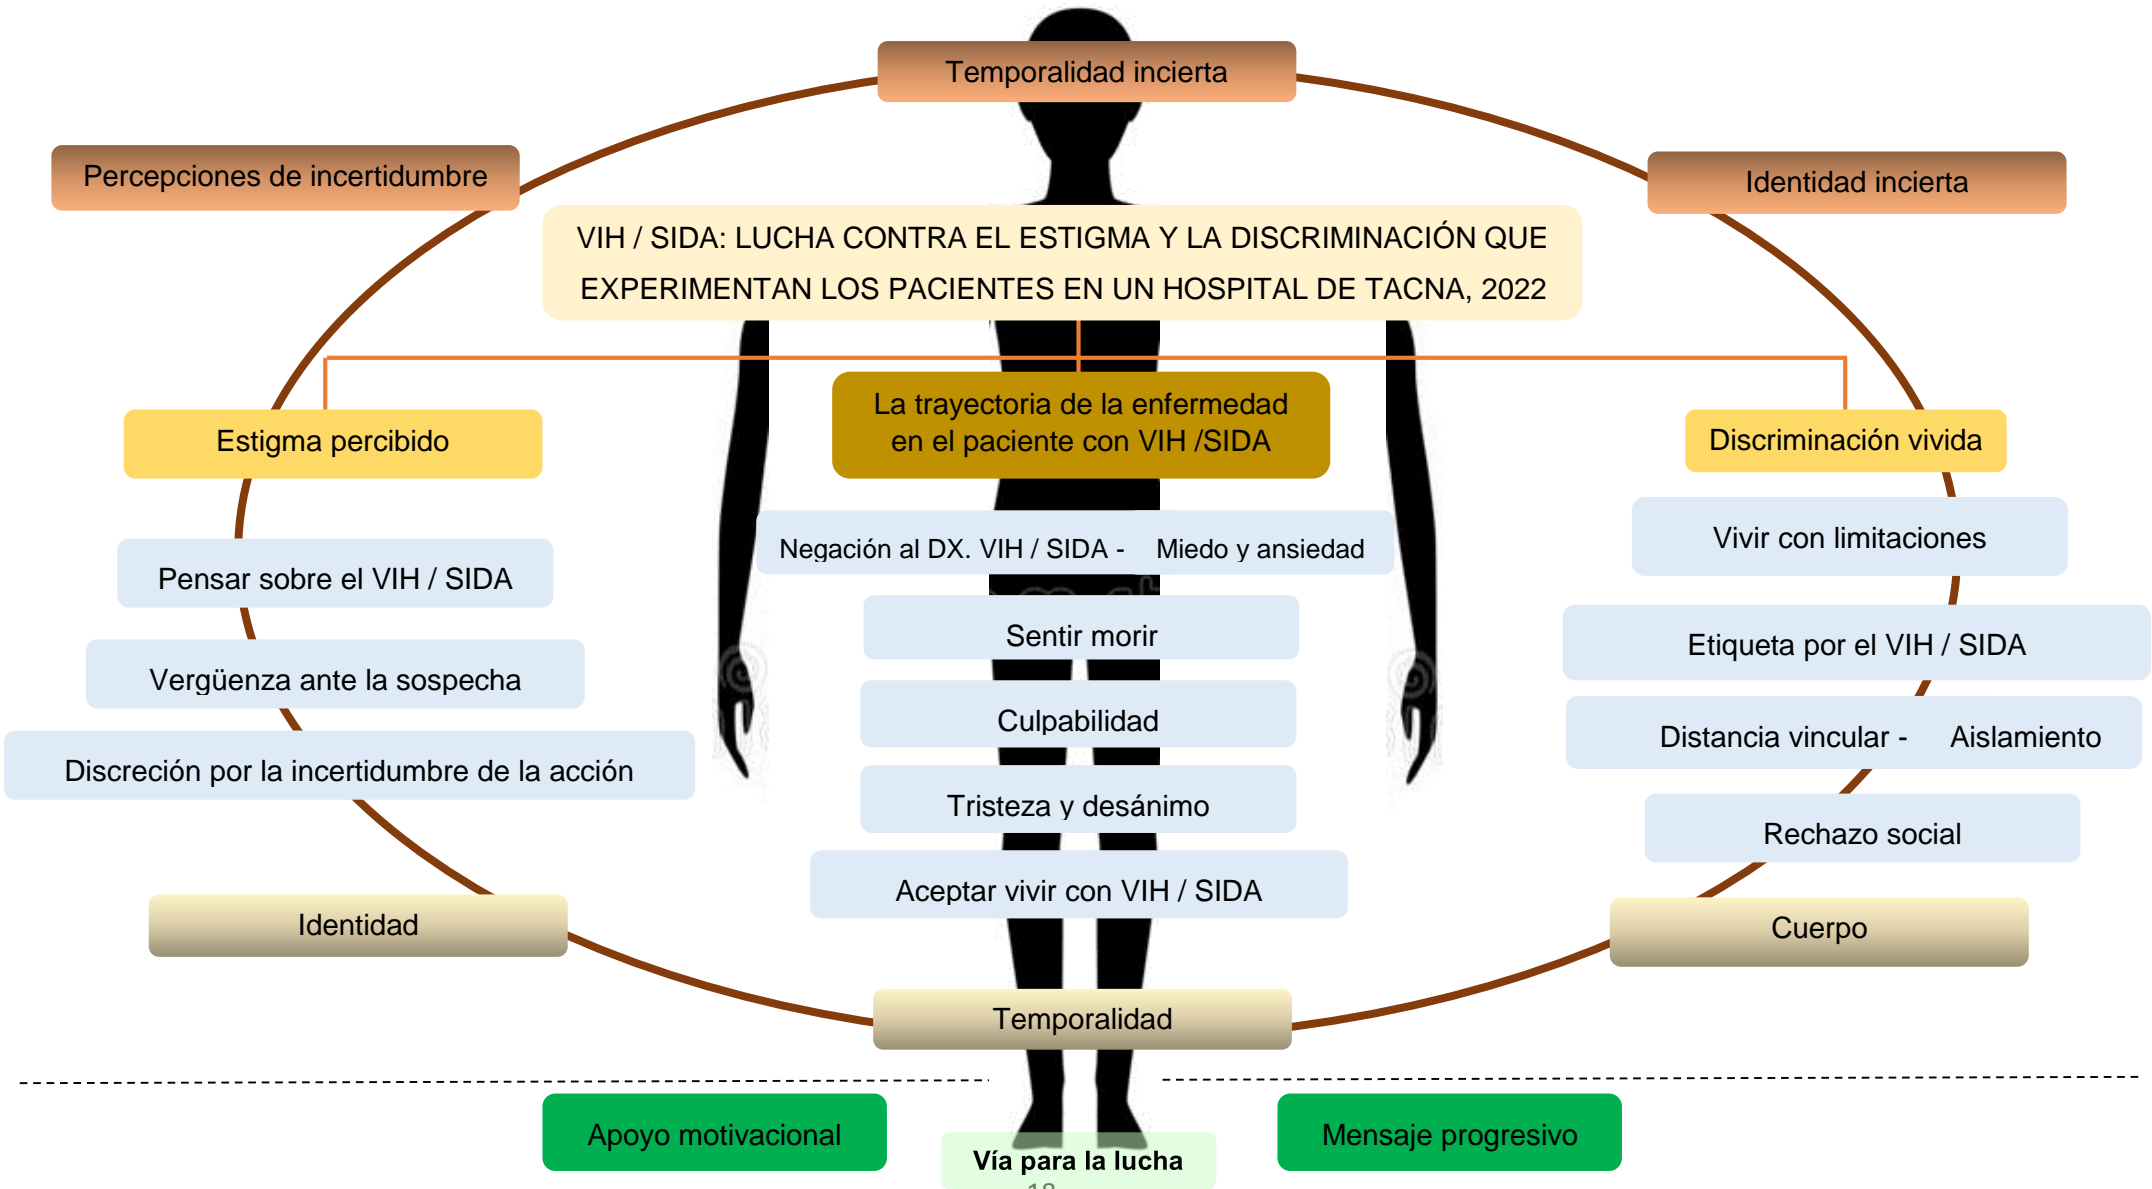 Temporalidad incierta
Percepciones de incertidumbre
Identidad incierta
VIH / SIDA: LUCHA CONTRA EL ESTIGMA Y LA DISCRIMINACIÓN QUE
EXPERIMENTAN LOS PACIENTES EN UN HOSPITAL DE TACNA, 2022
Estigma percibido
Pensar sobre el VIH / SIDA
Vergüenza ante la sospecha
Discreción por la incertidumbre de la acción
La trayectoria de la enfermedad
en el paciente con VIH /SIDA
Negación al DX. VIH / SIDA - Miedo y ansiedad
Sentir morir
Culpabilidad
Tristeza y desánimo
Aceptar vivir con VIH / SIDA
Discriminación vivida
Vivir con limitaciones
Etiqueta por el VIH / SIDA
Distancia vincular - Aislamiento
Rechazo social
Identidad
Temporalidad
Cuerpo
Apoyo motivacional
Vía para la lucha
Mensaje progresivo